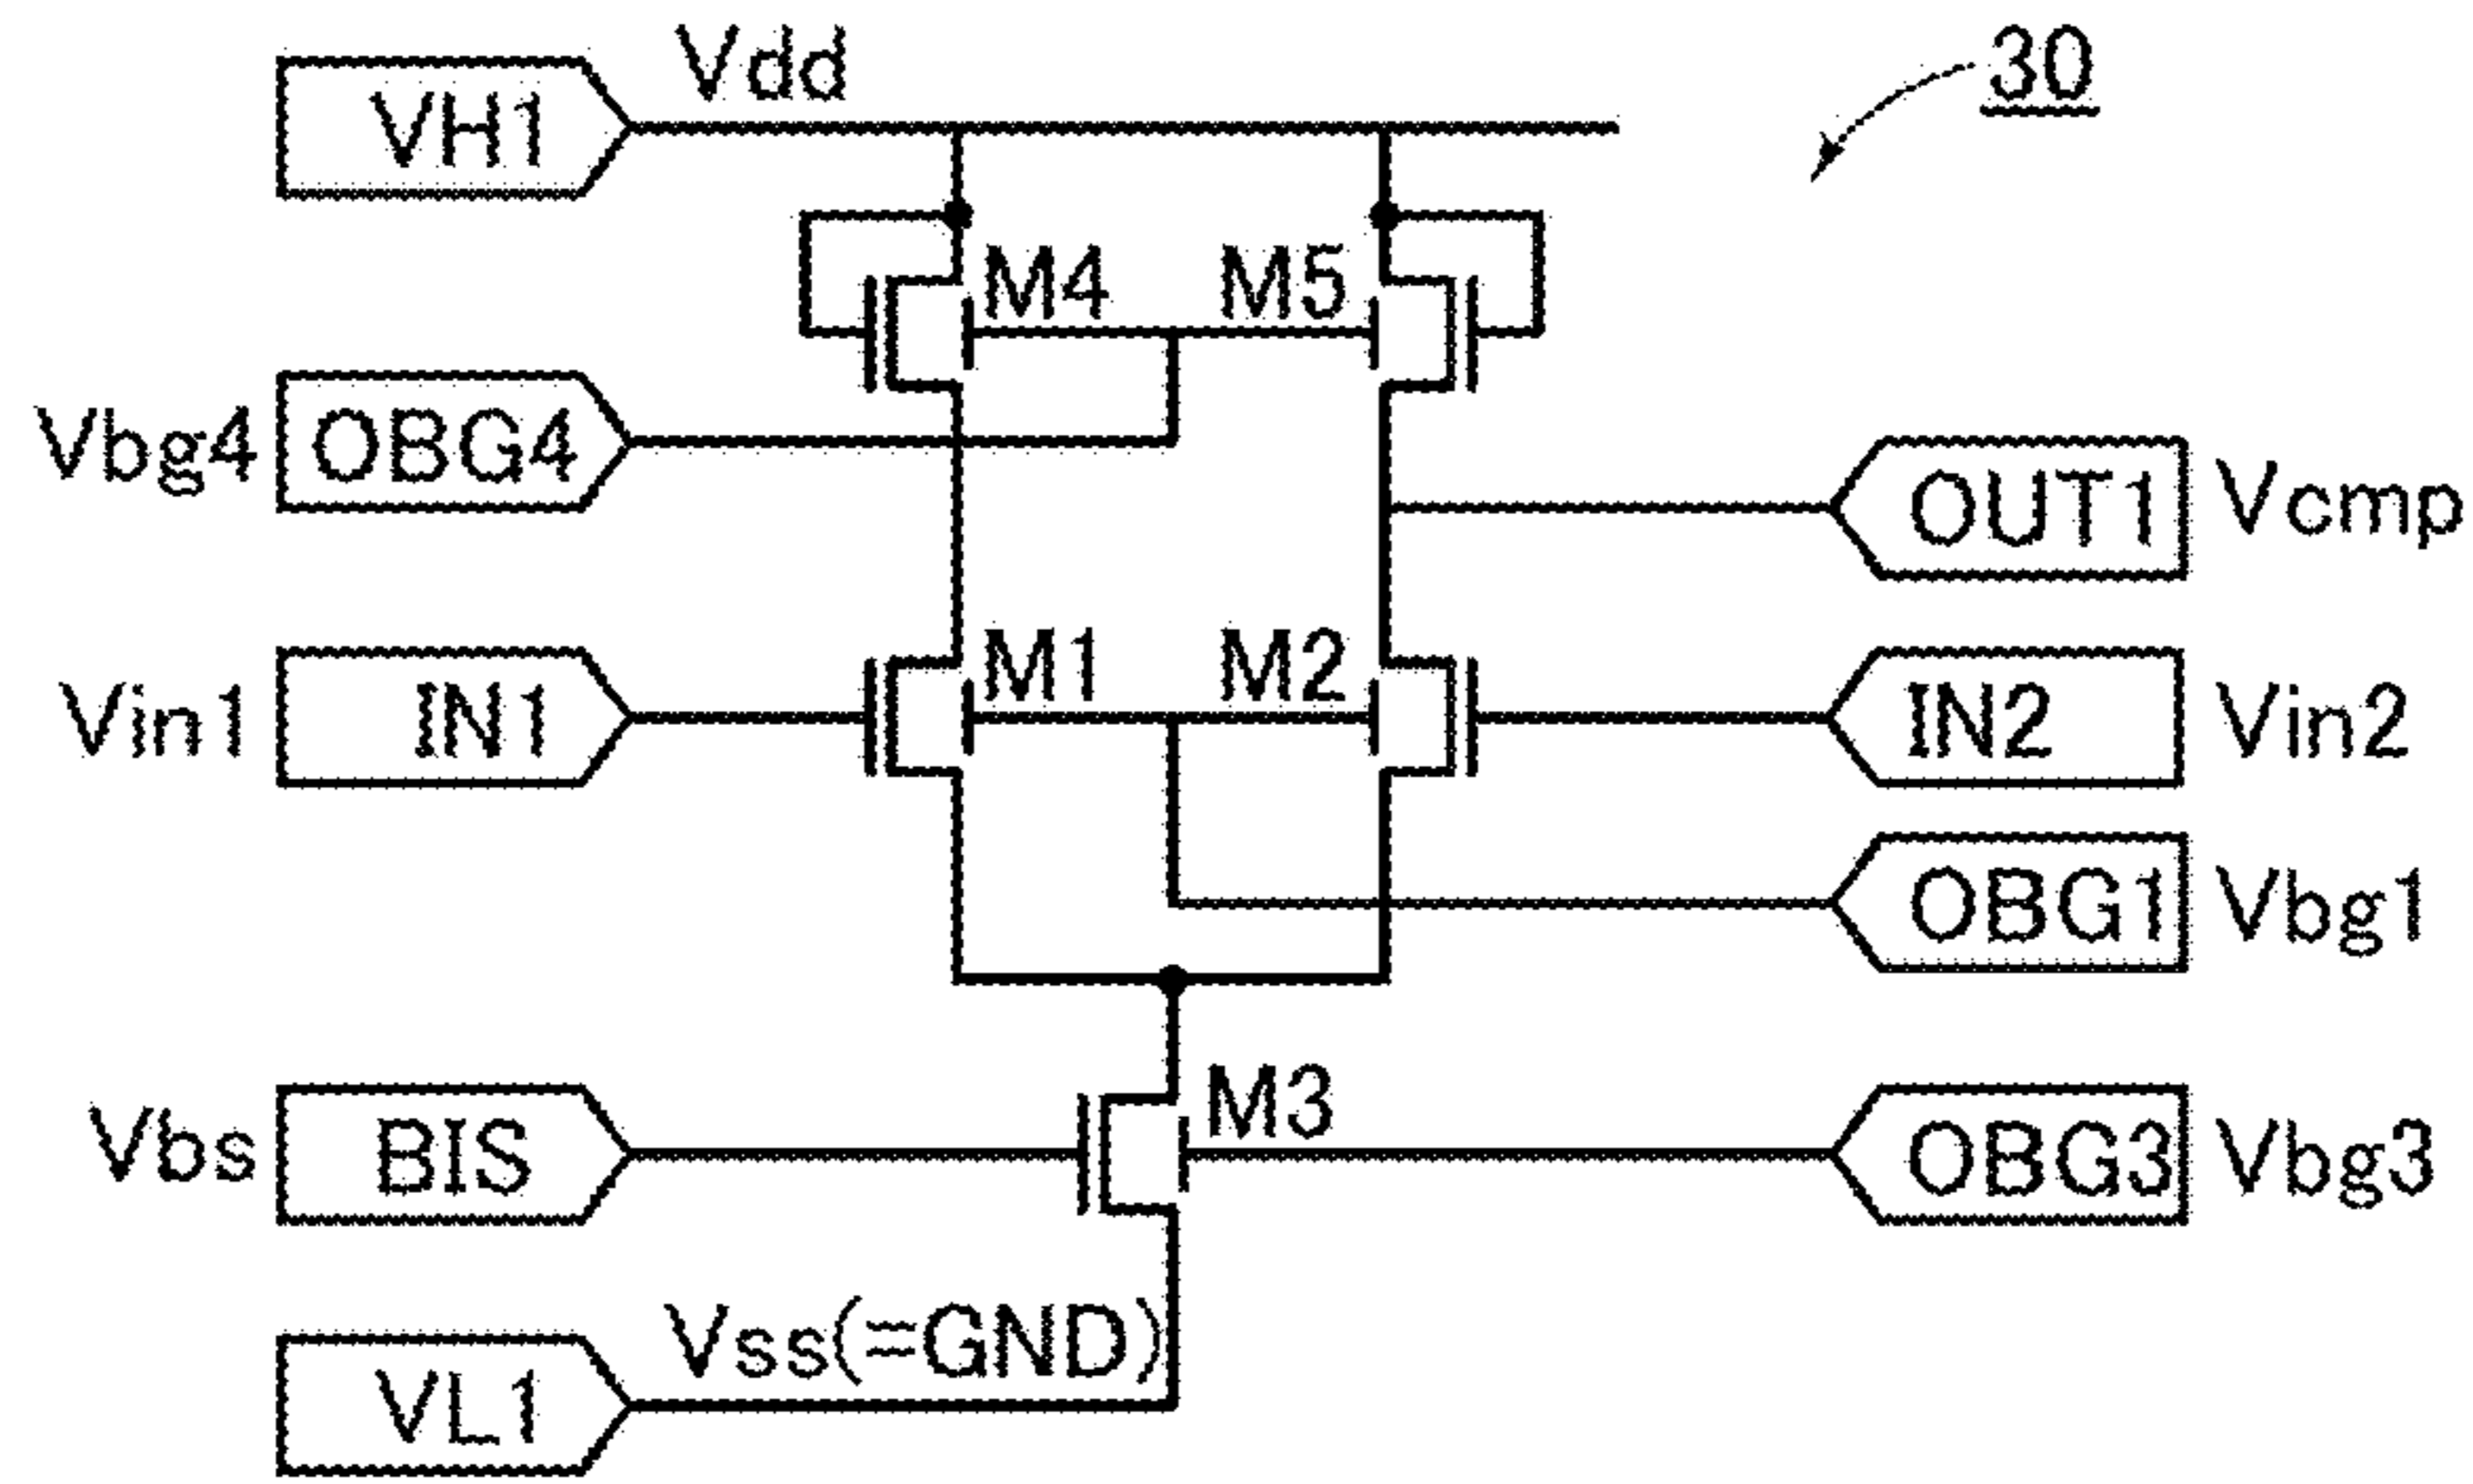 Vdd
30
VH1
M4 M5
Vbg4 OBG4
OUT1 Vcmp
M1 M2
Vin1 IN1
IN2 Vin2
OBG1 Vbg1
M3
Vbs BIS
OBG3 Vbg3
Vss(=GND)
VL1